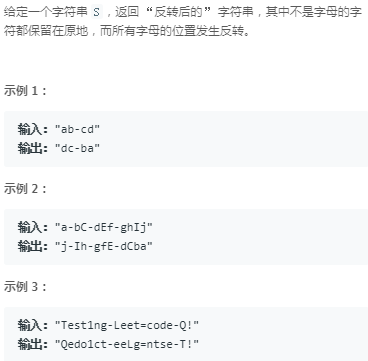 给定一个字符串 S，返回 “反转后的” 字符串，其中不是字母的字
符都保留在原地，而所有字母的位置发生反转。
示例 1：
输入："ab-cd"
输出："dc-ba"
示例 2：
输入："a-bC-dEf-ghIj"
输出："j-Ih-gfE-dCba"
示例 3：
输入："Test1ng-Leet=code-Q!"
输出："Qedo1ct-eeLg=ntse-T!"